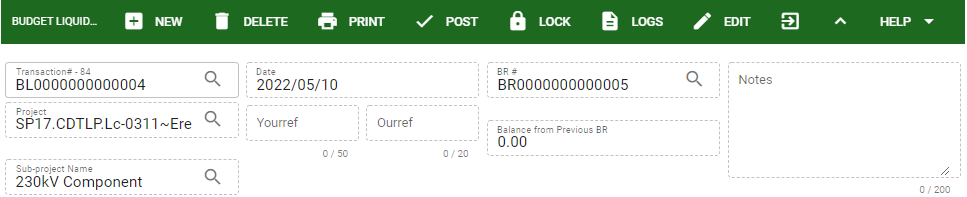 BUDGET LIQUID... NEW DELETE PRINT POST LOCK LOGS EDIT HELP
Transaction# - 84
BL0000000000004
Date
2022/05/10
BR #
BR0000000000005
Notes
Project
SP17.CDTLP.Lc-0311~Ere
Yourref
Ourref
0 / 50
0 / 20
Balance from Previous BR
0.00
Sub-project Name
230kV Component
0 / 200